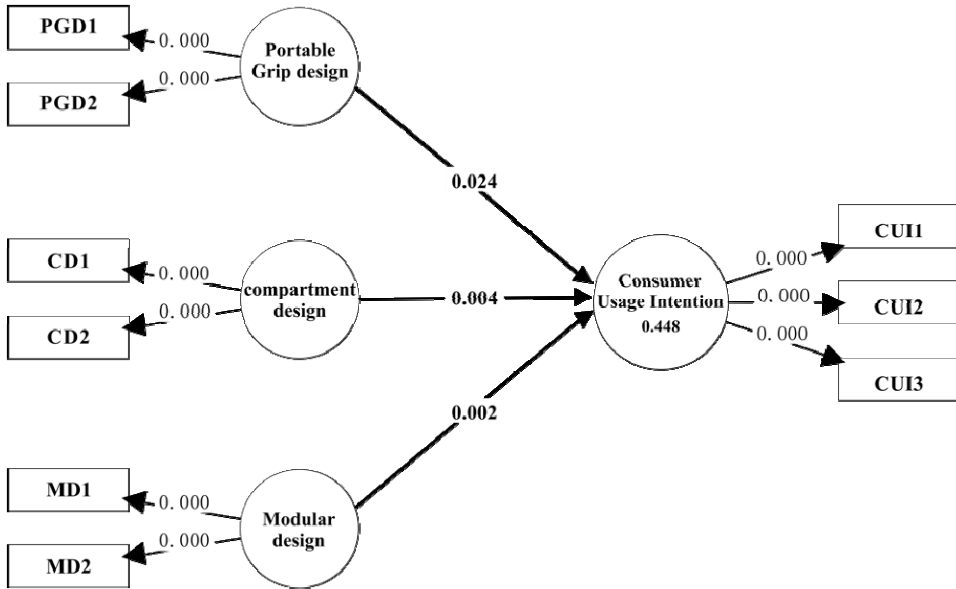 PGD1
0.000
PGD2
0.000
Portable
Grip design
0.024
CD1
0.000
CD2
0.000
compartment
design
0.004
MD1
0.000
MD2
0.000
Modular
design
0.002
Consumer
Usage Intention
0.448
0.000
CUI1
0.000
CUI2
0.000
CUI3